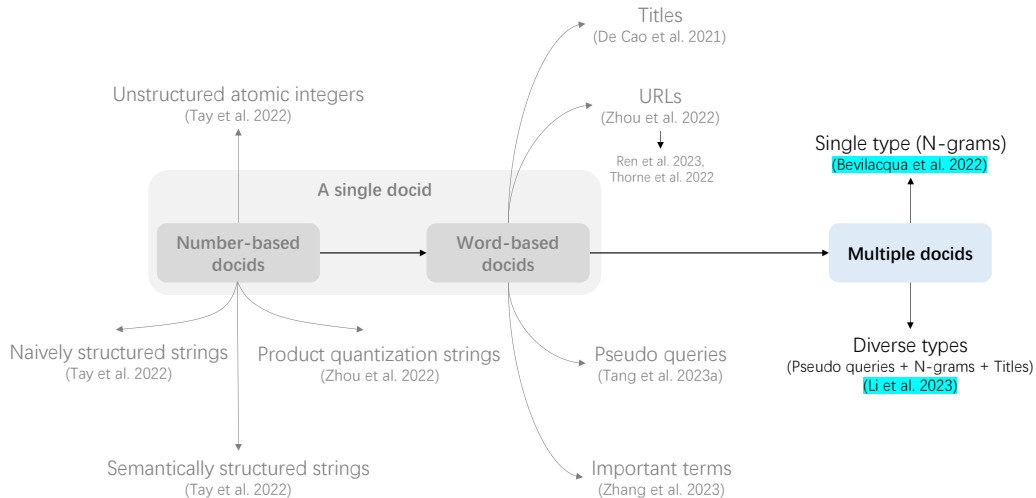 Titles
(De Cao et al. 2021)
Unstructured atomic integers
(Tay et al. 2022)
URLs
(Zhou et al. 2022)
Ren et al. 2023,
Thorne et al. 2022
Single type (N-grams)
(Bevilacqua et al. 2022)
A single docid
Number-based
docids
Word-based
docids
Multiple docids
Naively structured strings
(Tay et al. 2022)
Product quantization strings
(Zhou et al. 2022)
Pseudo queries
(Tang et al. 2023a)
Diverse types
(Pseudo queries + N-grams + Titles)
(Li et al. 2023)
Semantically structured strings
(Tay et al. 2022)
Important terms
(Zhang et al. 2023)